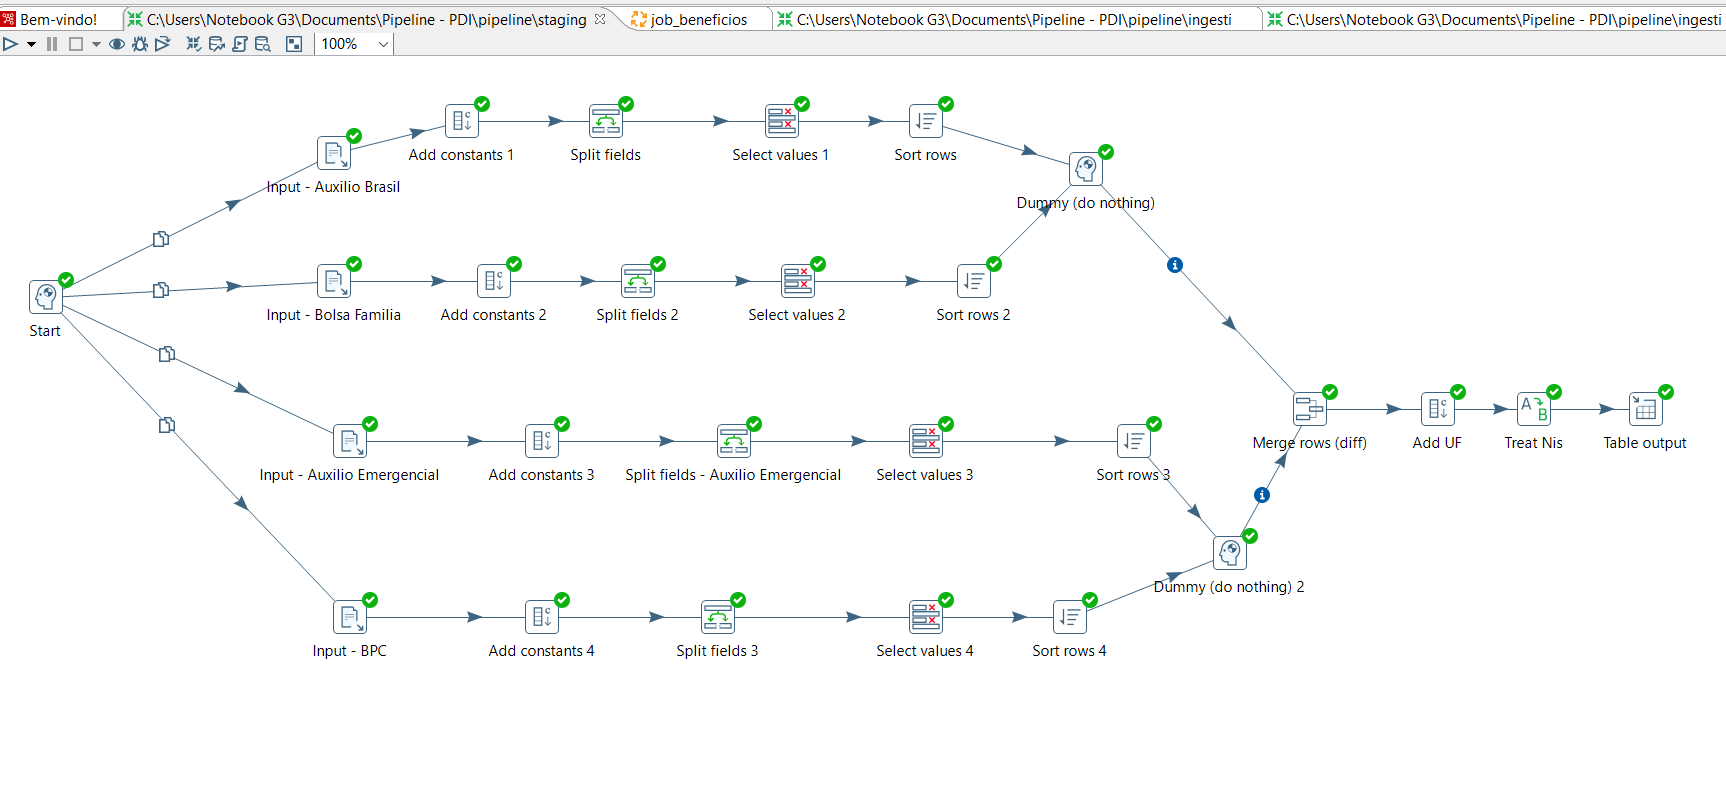 Bem-vindo!
C:\Users\Notebook G3\Documents\Pipeline - PDI\pipeline\staging
job_beneficios
C:\Users\Notebook G3\Documents\Pipeline - PDI\pipeline\ingesti
C:\Users\Notebook G3\Documents\Pipeline - PDI\pipeline\ingesti
100%
Add constants 1
Split fields
Select values 1
Sort rows
Input - Auxilio Brasil
Dummy (do nothing)
Start
Input - Bolsa Familia
Add constants 2
Split fields 2
Select values 2
Sort rows 2
Merge rows (diff)
Add UF
Treat Nis
Table output
Input - Auxilio Emergencial
Add constants 3
Split fields - Auxilio Emergencial
Select values 3
Sort rows 3
Dummy (do nothing) 2
Input - BPC
Add constants 4
Split fields 3
Select values 4
Sort rows 4